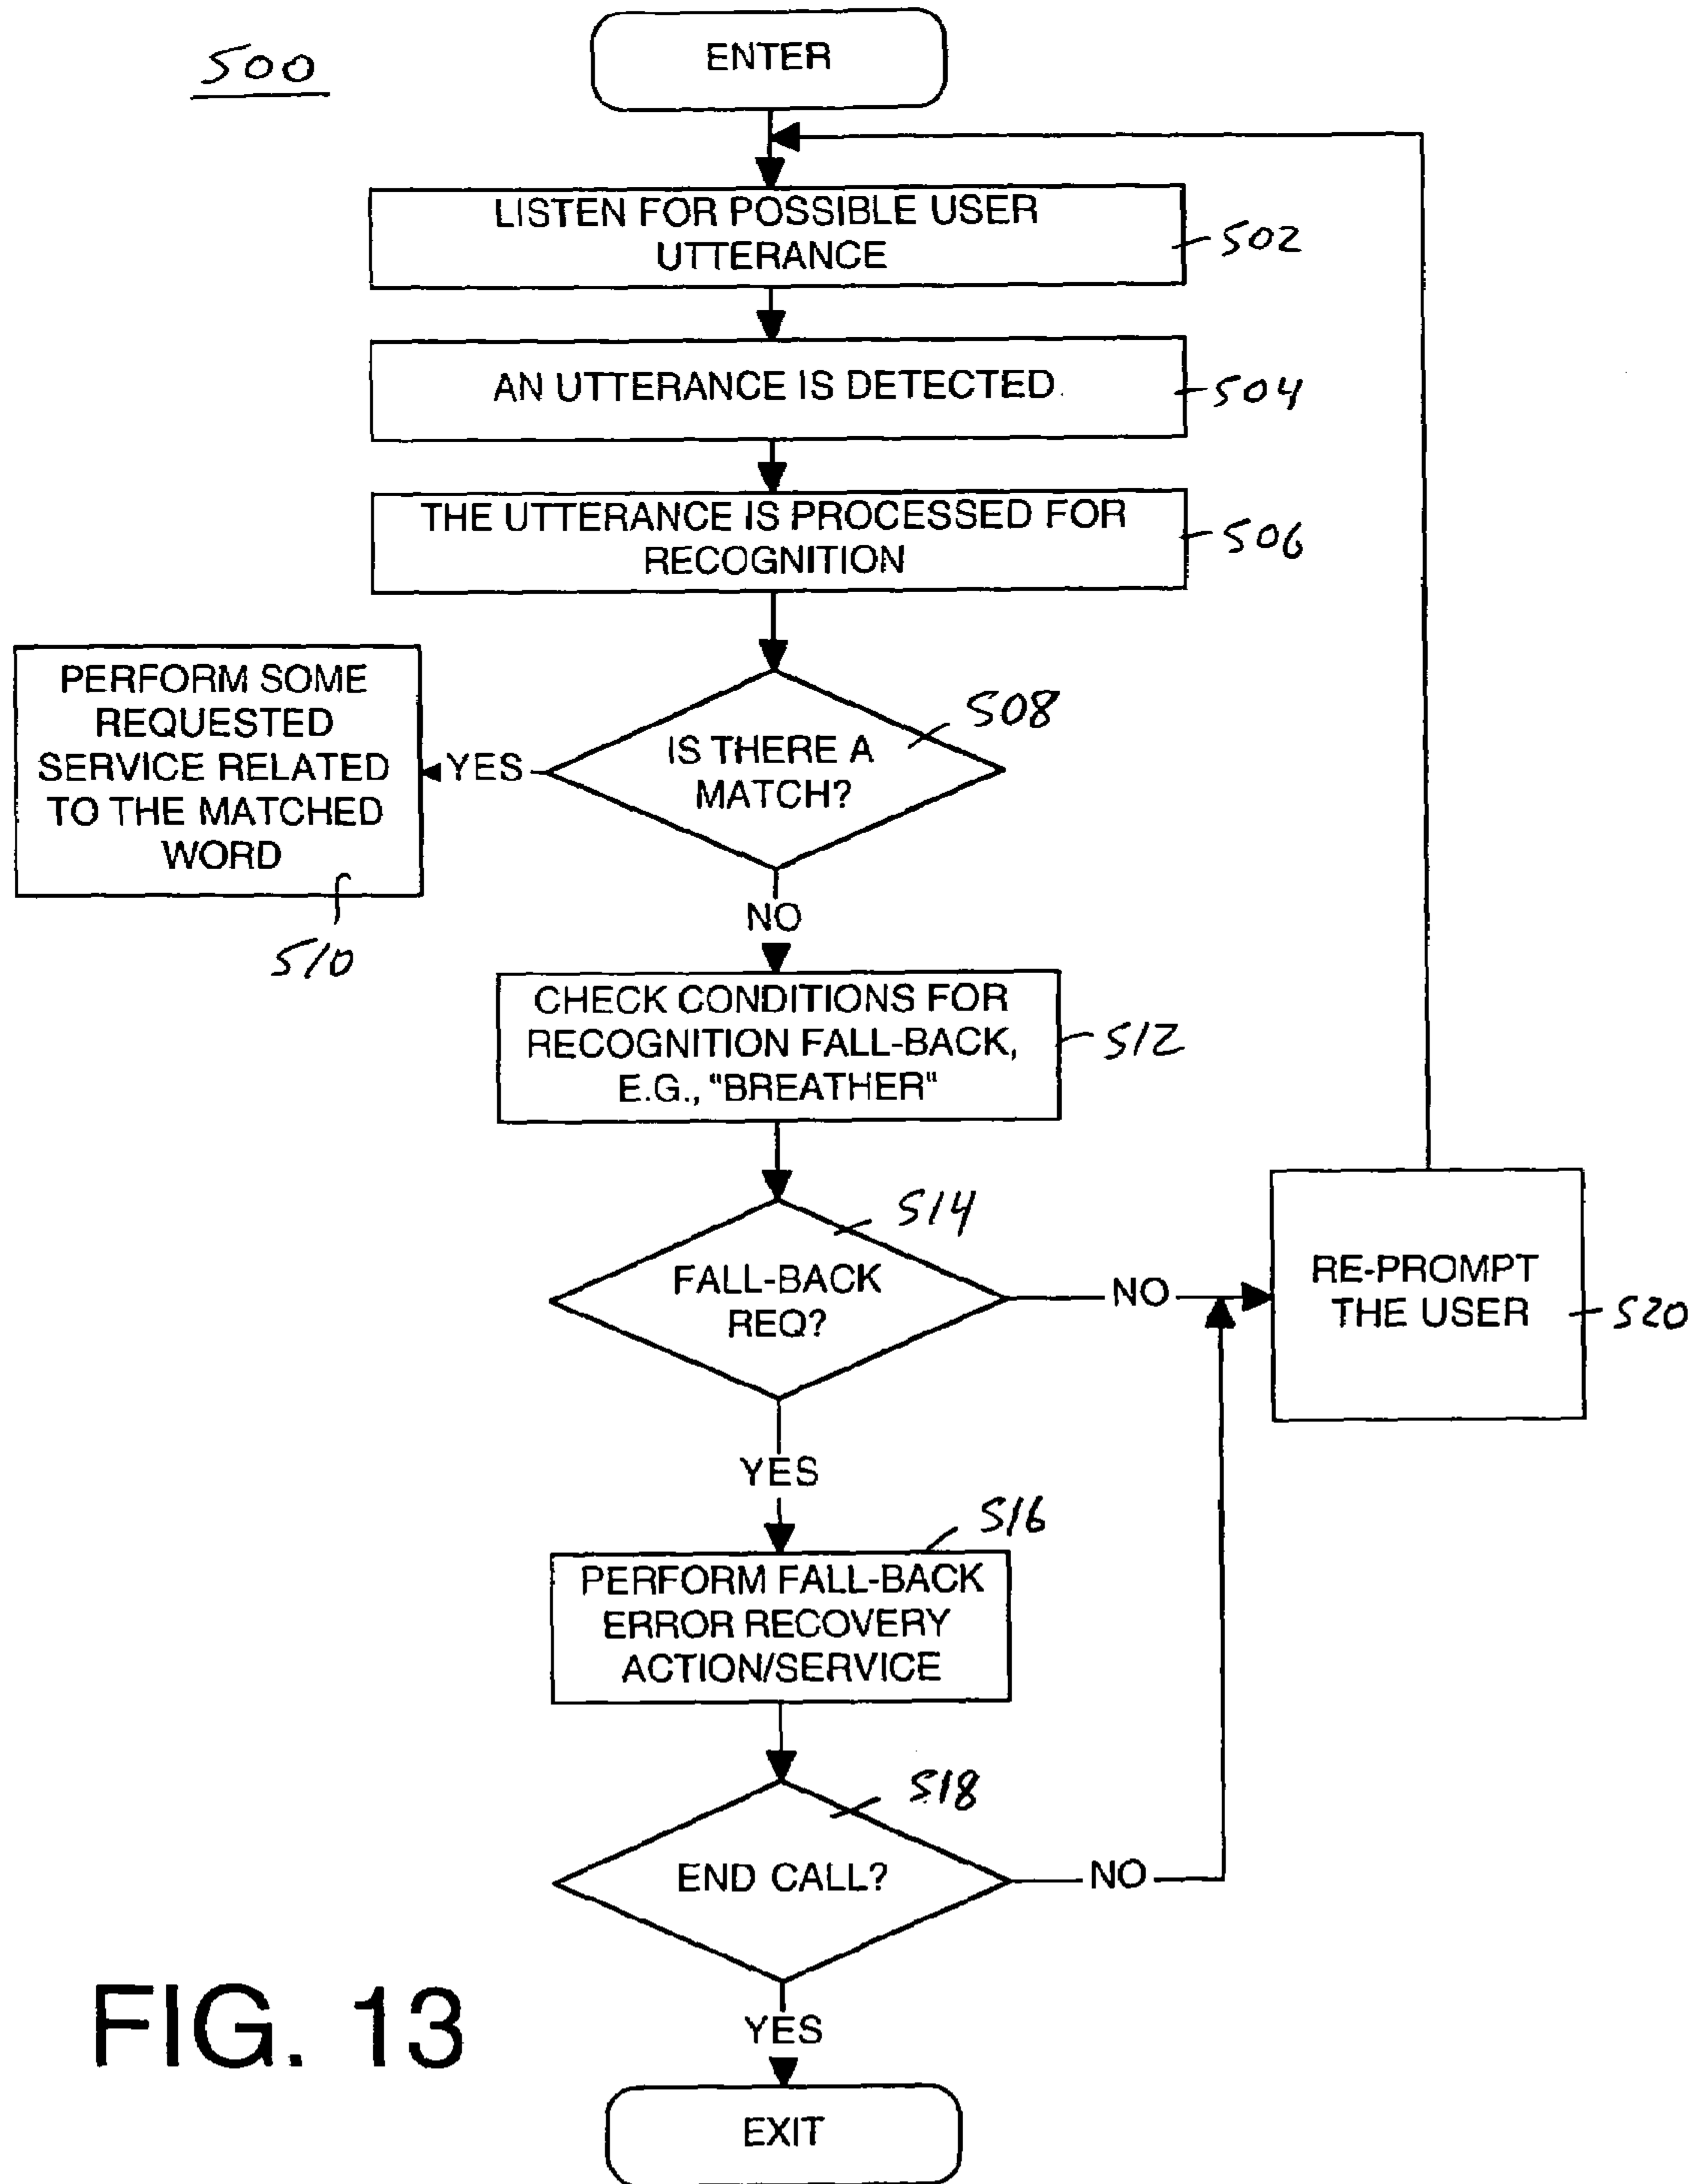 500
ENTER
LISTEN FOR POSSIBLE USER
UTTERANCE
502
AN UTTERANCE IS DETECTED
504
THE UTTERANCE IS PROCESSED FOR
RECOGNITION
506
PERFORM SOME
REQUESTED
SERVICE RELATED
TO THE MATCHED
WORD
510
YES
IS THERE A
MATCH?
508
NO
CHECK CONDITIONS FOR
RECOGNITION FALL-BACK,
E.G., "BREATHER"
512
514
FALL-BACK
REQ?
NO
RE-PROMPT
THE USER
520
YES
516
PERFORM FALL-BACK
ERROR RECOVERY
ACTION/SERVICE
518
END CALL?
NO
YES
EXIT
FIG. 13